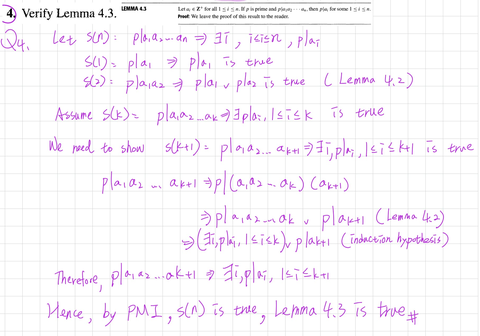 4. Verify Lemma 4.3.
LEMMA 4.3 Let aᵢ ∈ Z⁺ for all 1 ≤ i ≤ n. If p is prime and p|a₁a₂ ⋯ aₙ, then p|aᵢ for some 1 ≤ i ≤ n.
Proof: We leave the proof of this result to the reader.
Q4. Let S(n): p|a₁a₂...aₙ ⇒ ∃i, 1≤i≤n, p|aᵢ
S(1): p|a₁ ⇒ p|a₁ is true
S(2): p|a₁a₂ ⇒ p|a₁ ∨ p|a₂ is true (Lemma 4.2)
Assume S(k)= p|a₁a₂...aₖ ⇒ ∃p|aᵢ, 1≤i≤k is true
We need to show S(k+1) = p|a₁a₂...aₖ₊₁ ⇒ ∃i, p|aᵢ, 1≤i≤k+1 is true
p|a₁a₂ ... aₖ₊₁ ⇒ p|(a₁a₂...aₖ)(aₖ₊₁)
⇒ p|a₁a₂...aₖ ∨ p|aₖ₊₁ (Lemma 4.2)
⇒ (∃i, p|aᵢ, 1≤i≤k) ∨ p|aₖ₊₁ (induction hypothesis)
Therefore, p|a₁a₂...aₖ₊₁ ⇒ ∃i, p|aᵢ, 1≤i≤k+1
Hence, by PMI, S(n) is true, Lemma 4.3 is true #